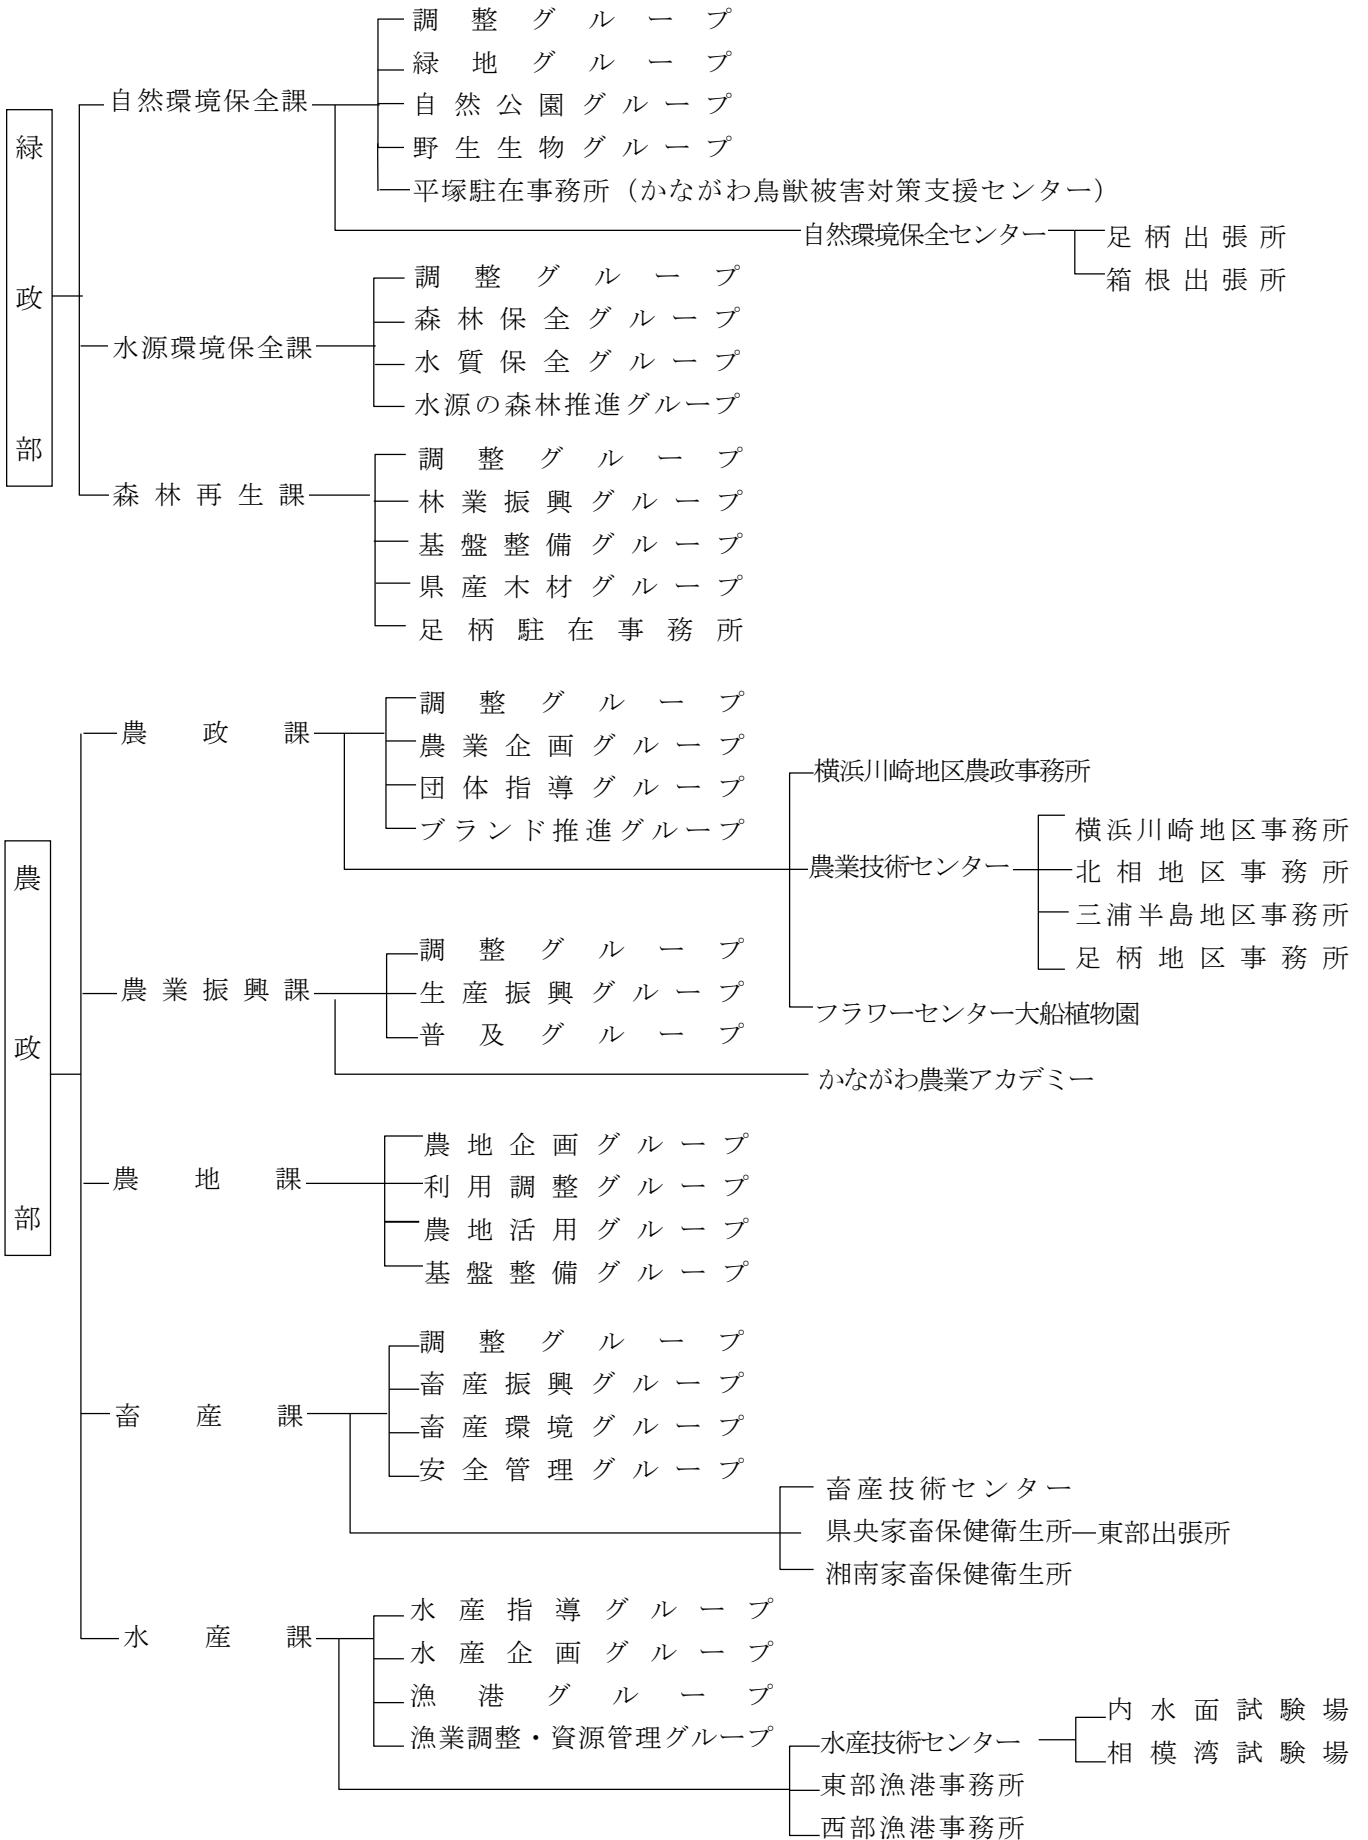 緑政部
自然環境保全課
調整グループ
緑地グループ
自然公園グループ
野生生物グループ
平塚駐在事務所（かながわ鳥獣被害対策支援センター）
自然環境保全センター
足柄出張所
箱根出張所
水源環境保全課
調整グループ
森林保全グループ
水質保全グループ
水源の森林推進グループ
森林再生課
調整グループ
林業振興グループ
基盤整備グループ
県産木材グループ
足柄駐在事務所
農政部
農政課
調整グループ
農業企画グループ
団体指導グループ
ブランド推進グループ
横浜川崎地区農政事務所
農業技術センター
横浜川崎地区事務所
北相地区事務所
三浦半島地区事務所
足柄地区事務所
フラワーセンター大船植物園
農業振興課
調整グループ
生産振興グループ
普及グループ
かながわ農業アカデミー
農地課
農地企画グループ
利用調整グループ
農地活用グループ
基盤整備グループ
畜産課
調整グループ
畜産振興グループ
畜産環境グループ
安全管理グループ
畜産技術センター
県央家畜保健衛生所
東部出張所
湘南家畜保健衛生所
水産課
水産指導グループ
水産企画グループ
漁港グループ
漁業調整・資源管理グループ
水産技術センター
内水面試験場
相模湾試験場
東部漁港事務所
西部漁港事務所